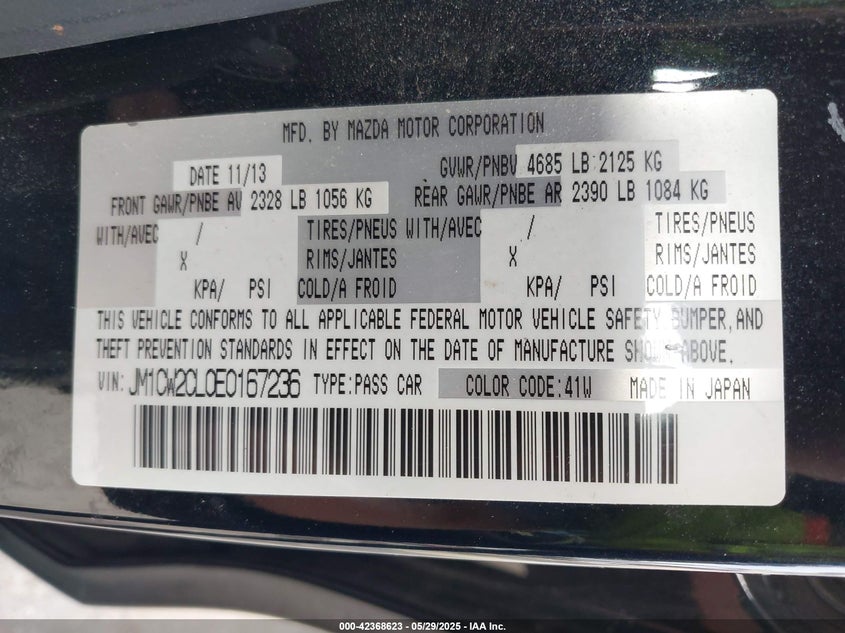 MFD. BY MAZDA MOTOR CORPORATION
DATE 11/13 GVWR/PNBV 4685 LB 2125 KG
FRONT GAWR/PNBE AV 2328 LB 1056 KG REAR GAWR/PNBE AR 2390 LB 1084 KG
WITH/AVEC / TIRES/PNEUS WITH/AVEC / TIRES/PNEUS
X RIMS/JANTES X RIMS/JANTES
KPA/ PSI COLD/A FROID KPA/ PSI COLD/A FROID
THIS VEHICLE CONFORMS TO ALL APPLICABLE FEDERAL MOTOR VEHICLE SAFETY, BUMPER, AND
THEFT PREVENTION STANDARDS IN EFFECT ON THE DATE OF MANUFACTURE SHOWN ABOVE.
VIN: JM1CW2CL0E0167236 TYPE:PASS CAR COLOR CODE:41W MADE IN JAPAN
000-42368623 - 05/29/2025 - IAA Inc.